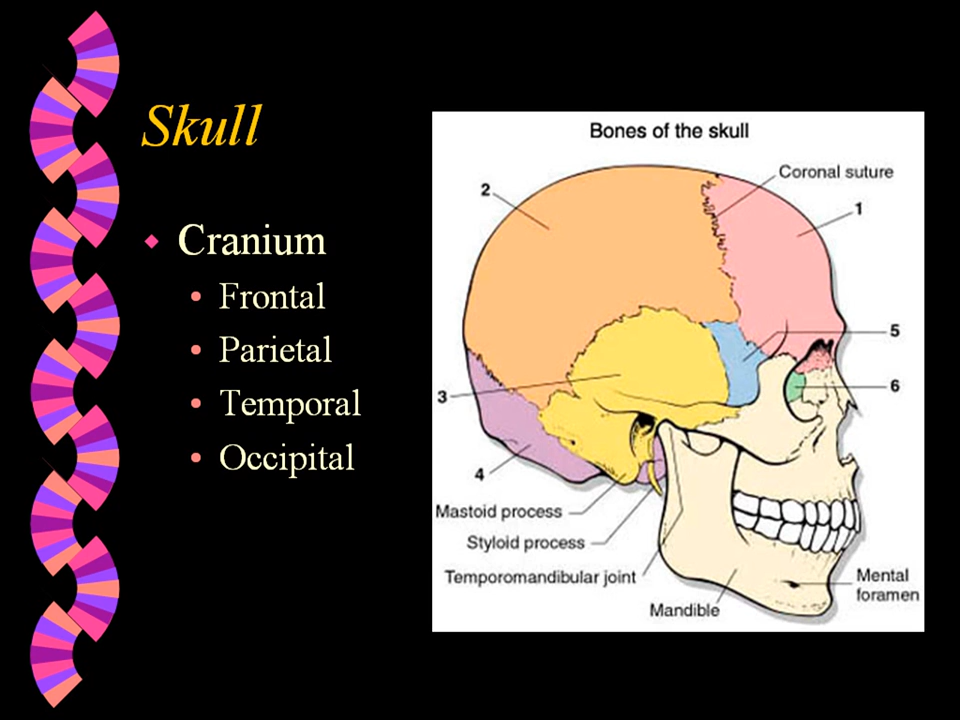 Skull
Cranium
Frontal
Parietal
Temporal
Occipital
Bones of the skull
Coronal suture
2
1
5
6
3
4
Mastoid process
Styloid process
Temporomandibular joint
Mandible
Mental
foramen